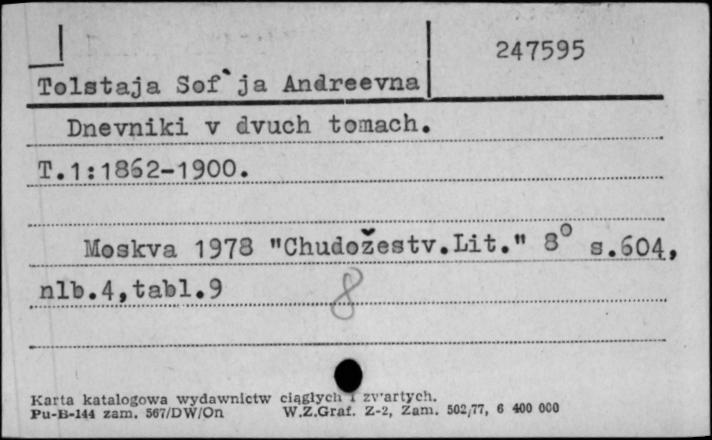 247595
Tolstaja Sof`ja Andreevna
Dnevniki v dvuch tomach.
T.1:1862-1900.
Moskva 1978 "Chudožestv.Lit." 8° s.604,
nlb.4,tabl.9
8
Karta katalogowa wydawnictw ciągłych i zwartych.
Pu-B-144 zam. 567/DW/On W.Z.Graf. Z-2, Zam. 502/77, 6 400 000